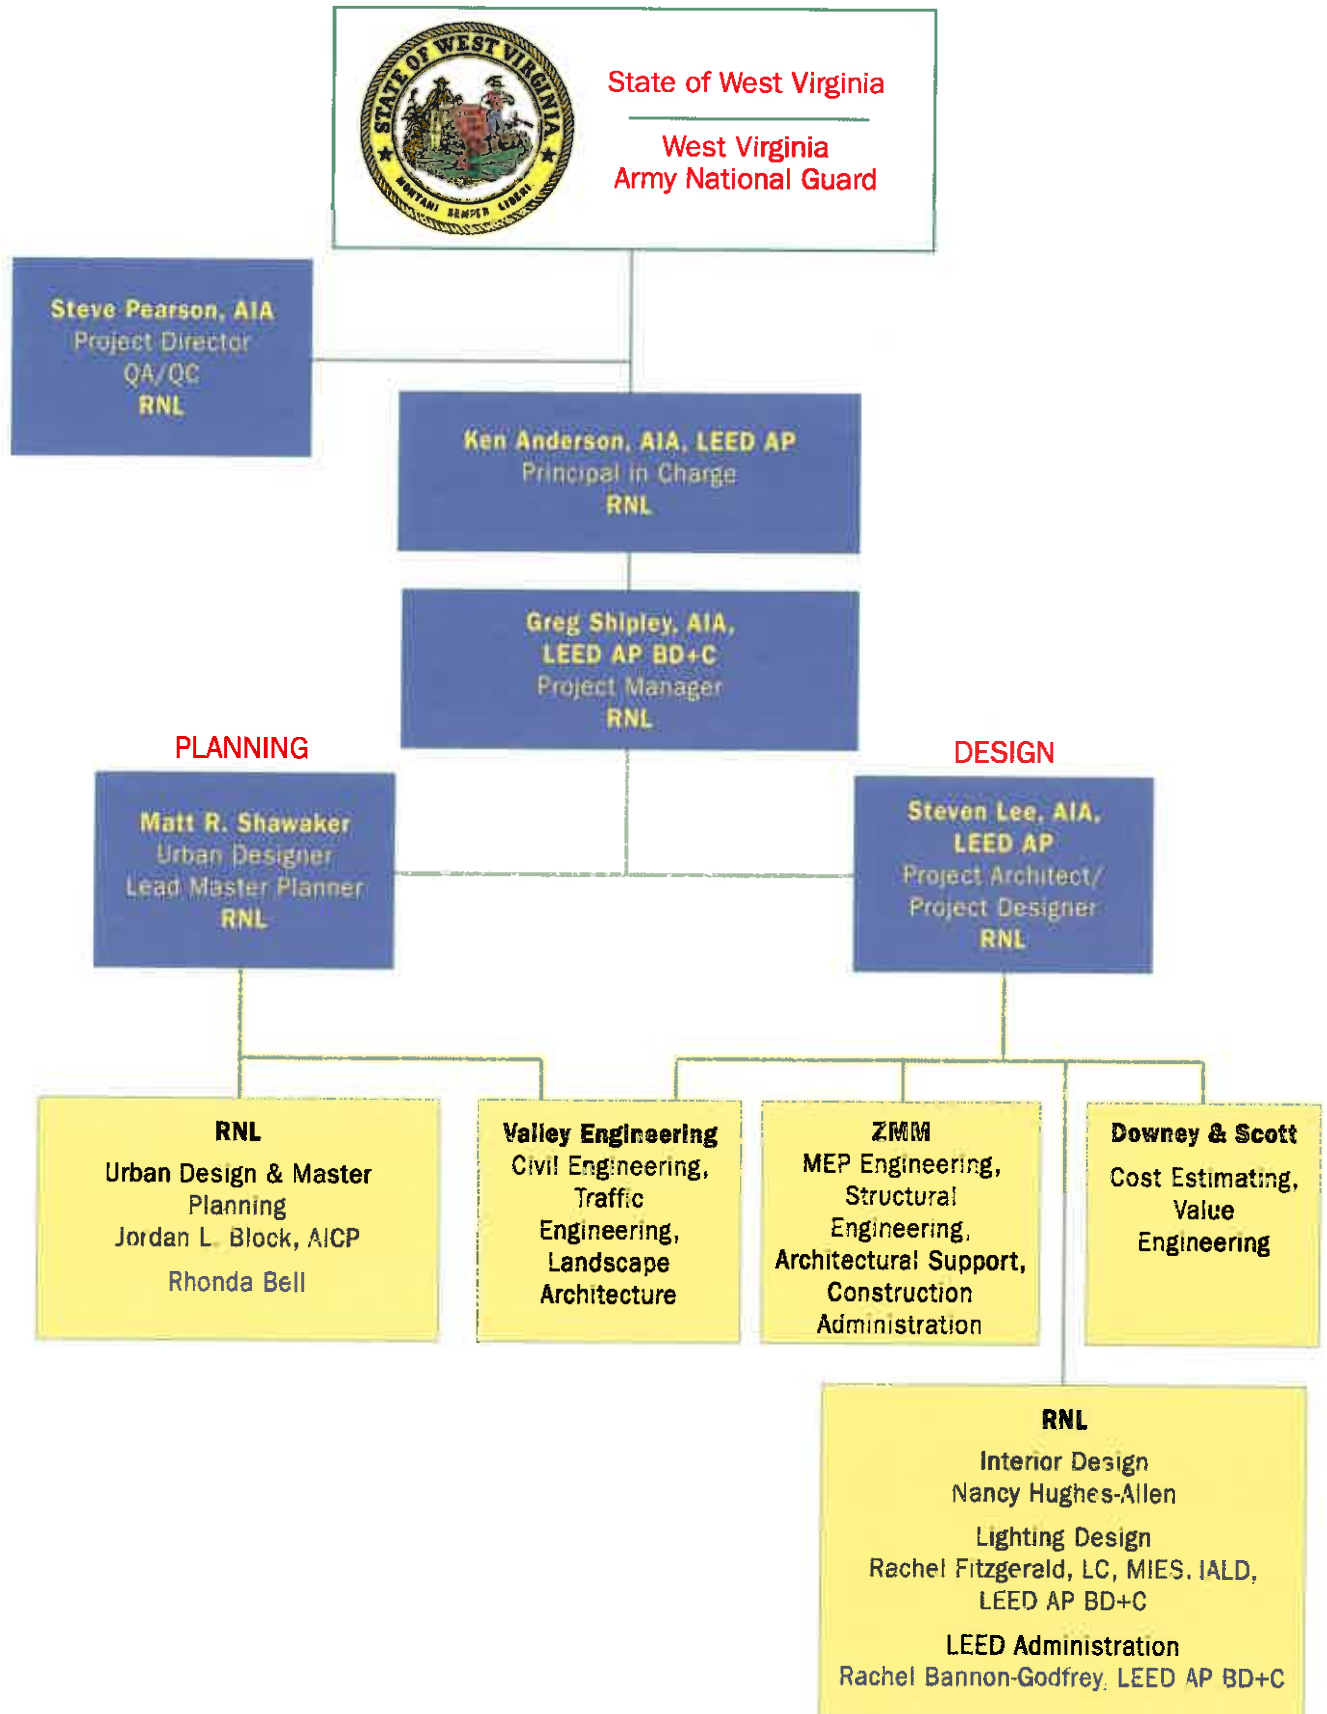 STATE OF WEST VIRGINIA
MONTANI SEMPER LIBERI
State of West Virginia
West Virginia
Army National Guard
Steve Pearson, AIA
Project Director
QA/QC
RNL
Ken Anderson, AIA, LEED AP
Principal in Charge
RNL
Greg Shipley, AIA,
LEED AP BD+C
Project Manager
RNL
PLANNING
Matt R. Shawaker
Urban Designer
Lead Master Planner
RNL
DESIGN
Steven Lee, AIA,
LEED AP
Project Architect/
Project Designer
RNL
RNL
Urban Design & Master
Planning
Jordan L. Block, AICP
Rhonda Bell
Valley Engineering
Civil Engineering,
Traffic
Engineering,
Landscape
Architecture
ZMM
MEP Engineering,
Structural
Engineering,
Architectural Support,
Construction
Administration
Downey & Scott
Cost Estimating,
Value
Engineering
RNL
Interior Design
Nancy Hughes-Allen
Lighting Design
Rachel Fitzgerald, LC, MIES, IALD,
LEED AP BD+C
LEED Administration
Rachel Bannon-Godfrey, LEED AP BD+C